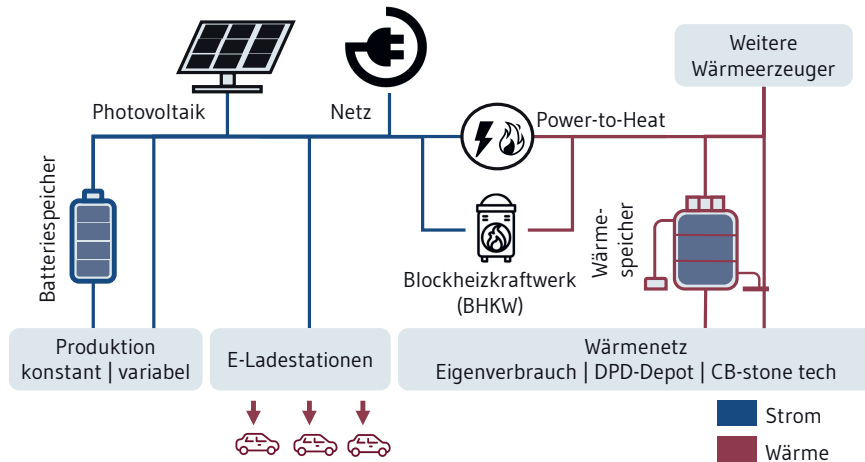 Weitere
Wärmeerzeuger
Photovoltaik
Netz
Power-to-Heat
Batteriespeicher
Wärme-
speicher
Blockheizkraftwerk
(BHKW)
Produktion
konstant | variabel
E-Ladestationen
Wärmenetz
Eigenverbrauch | DPD-Depot | CB-stone tech
Strom
Wärme